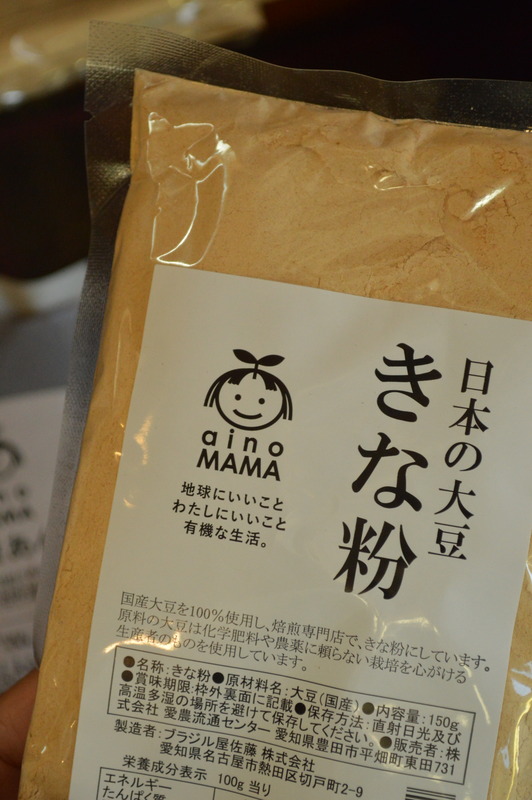 日本の大豆
きな粉
aino
MAMA
地球にいいこと
わたしにいいこと
有機な生活。
国産大豆を100%使用し、焙煎専門店で、きな粉にしています。
原料の大豆は化学肥料や農薬に頼らない栽培を心がける
生産者のものを使用しています。
●名称:きな粉●原材料名:大豆(国産)●内容量:150g
●賞味期限:枠外裏面に記載●保存方法:直射日光及び
高温多湿の場所を避けて保存してください。●販売者:株
式会社 愛農流通センター 愛知県豊田市平畑町東田731
製造者:ブラジル屋佐藤 株式会社
愛知県名古屋市熱田区切戸町2-9
栄養成分表示 100g 当り
エネルギー
たんぱく質